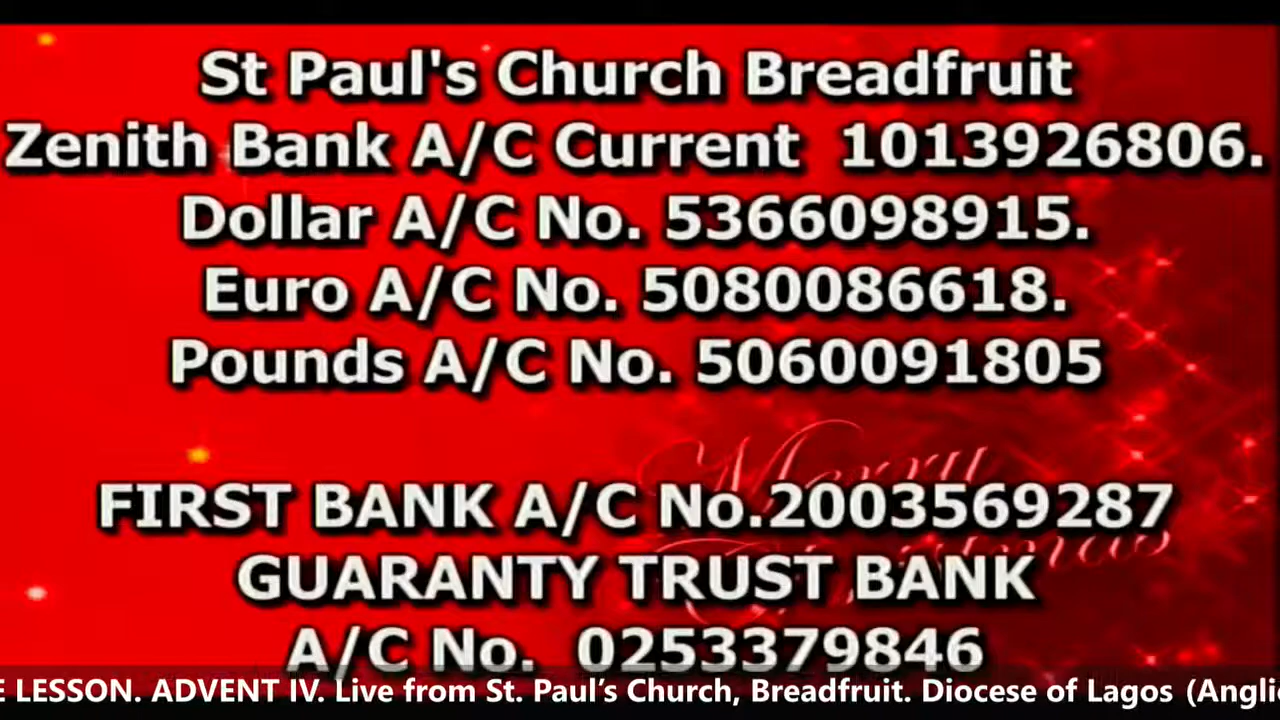 St Paul's Church Breadfruit
Zenith Bank A/C Current 1013926806.
Dollar A/C No. 5366098915.
Euro A/C No. 5080086618.
Pounds A/C No. 5060091805
Merry
FIRST BANK A/C No.2003569287
GUARANTY TRUST BANK
A/C No. 0253379846
LESSON. ADVENT IV. Live from St. Paul’s Church, Breadfruit. Diocese of Lagos